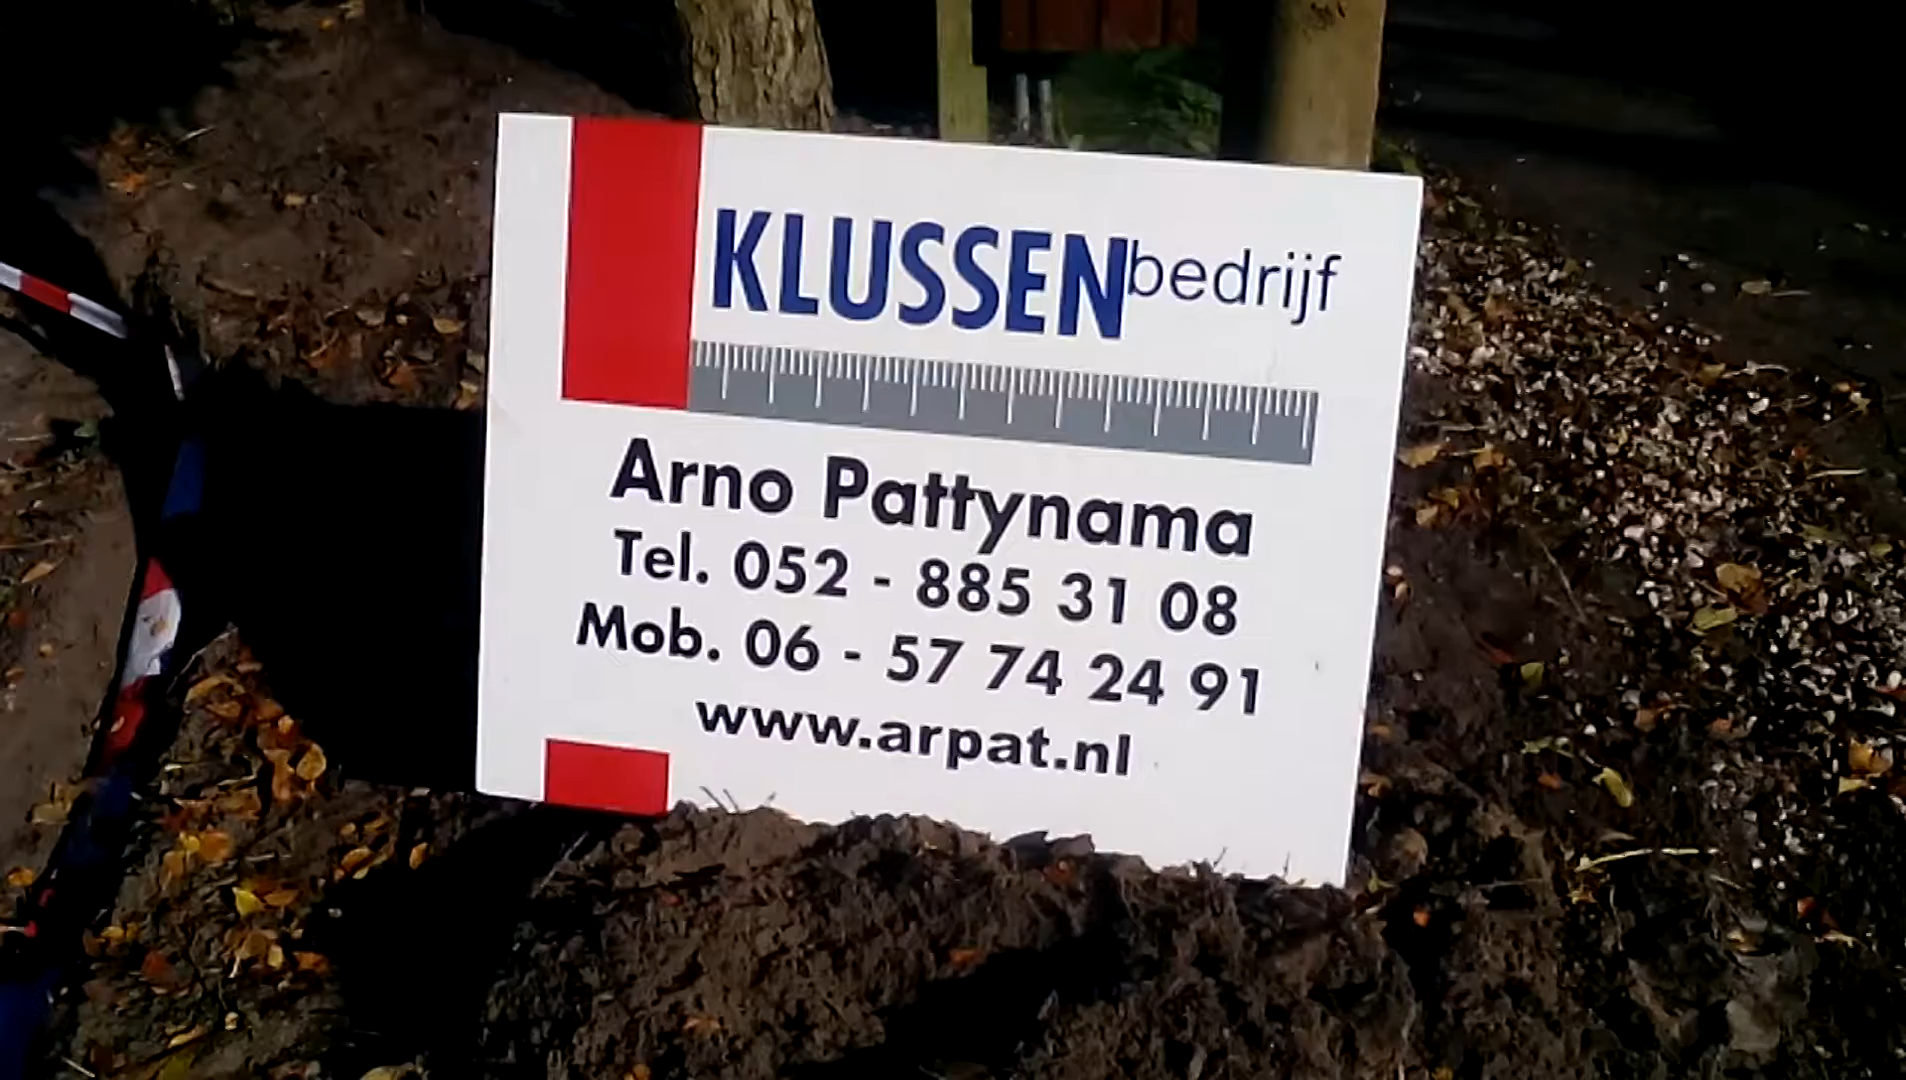 KLUSSENbedrijf
Arno Pattynama
Tel. 052 - 885 31 08
Mob. 06 - 57 74 24 91
www.arpat.nl